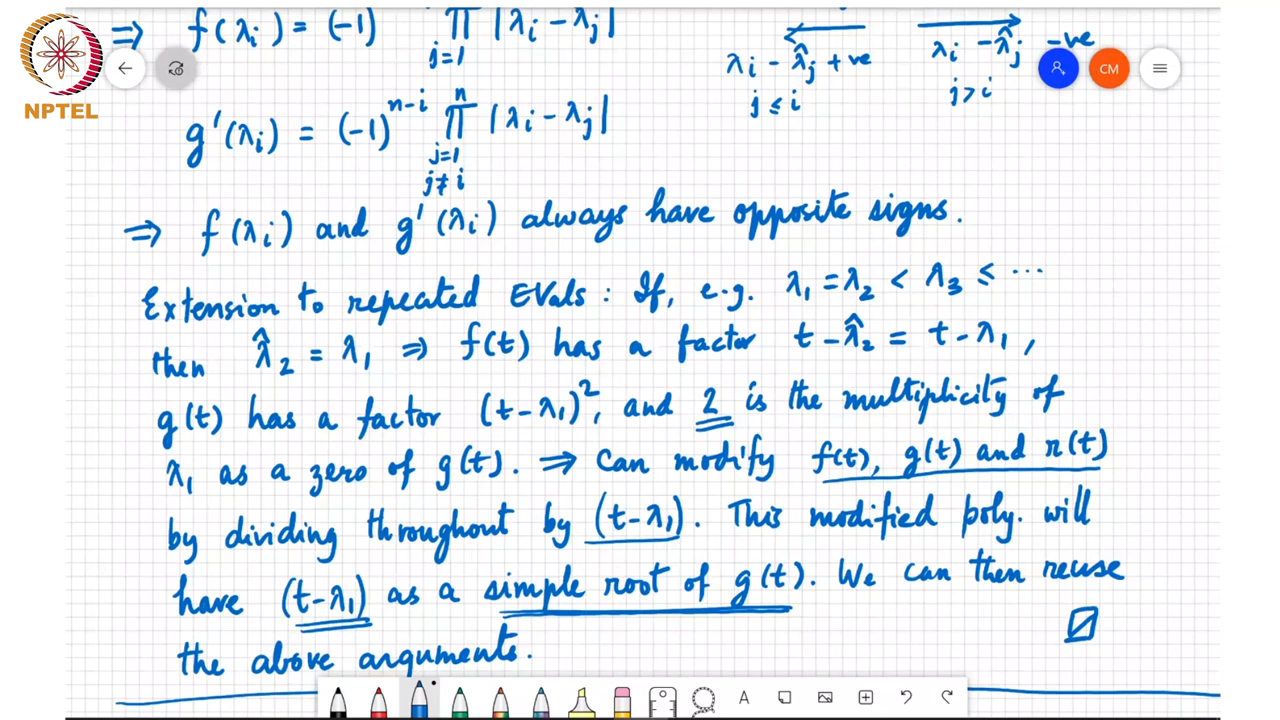 ⇒ f(λi) = (-1) ∏ j=1 |λi - λj|
λi - λ̂j +ve
j ≤ i
λi - λ̂j -ve
j > i
CM
NPTEL
g'(λi) = (-1)^{n-i} ∏_{j=1, j≠i}^{n} |λi - λj|
⇒ f(λi) and g'(λi) always have opposite signs.
Extension to repeated EVals: If, e.g. λ1 = λ2 < λ3 ≤ ...
then λ̂2 = λ1 ⇒ f(t) has a factor t - λ̂2 = t - λ1,
g(t) has a factor (t - λ1)^2, and 2 is the multiplicity of
λ1 as a zero of g(t). ⇒ Can modify f(t), g(t) and r(t)
by dividing throughout by (t - λ1). This modified poly. will
have (t - λ1) as a simple root of g(t). We can then reuse
the above arguments.
A